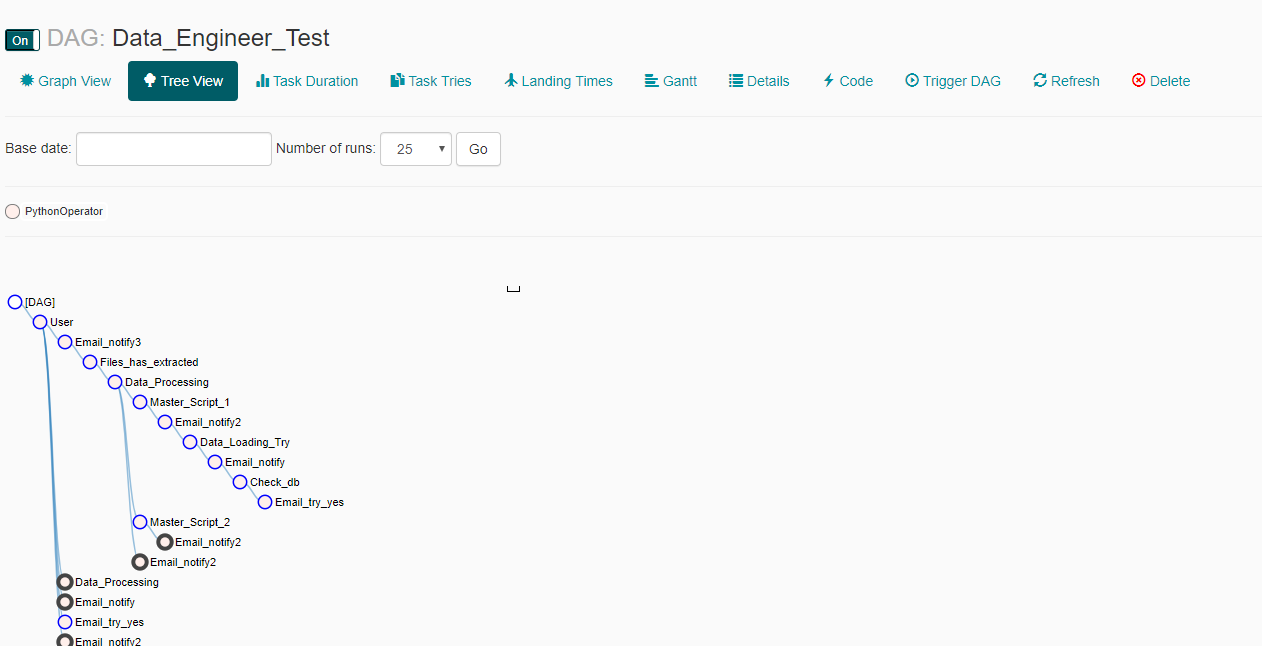 On DAG: Data_Engineer_Test
Graph View Tree View Task Duration Task Tries Landing Times Gantt Details Code Trigger DAG Refresh Delete
Base date: Number of runs: 25 Go
PythonOperator
[DAG]
User
Email_notify3
Files_has_extracted
Data_Processing
Master_Script_1
Email_notify2
Data_Loading_Try
Email_notify
Check_db
Email_try_yes
Master_Script_2
Email_notify2
Email_notify2
Data_Processing
Email_notify
Email_try_yes
Email_notify2